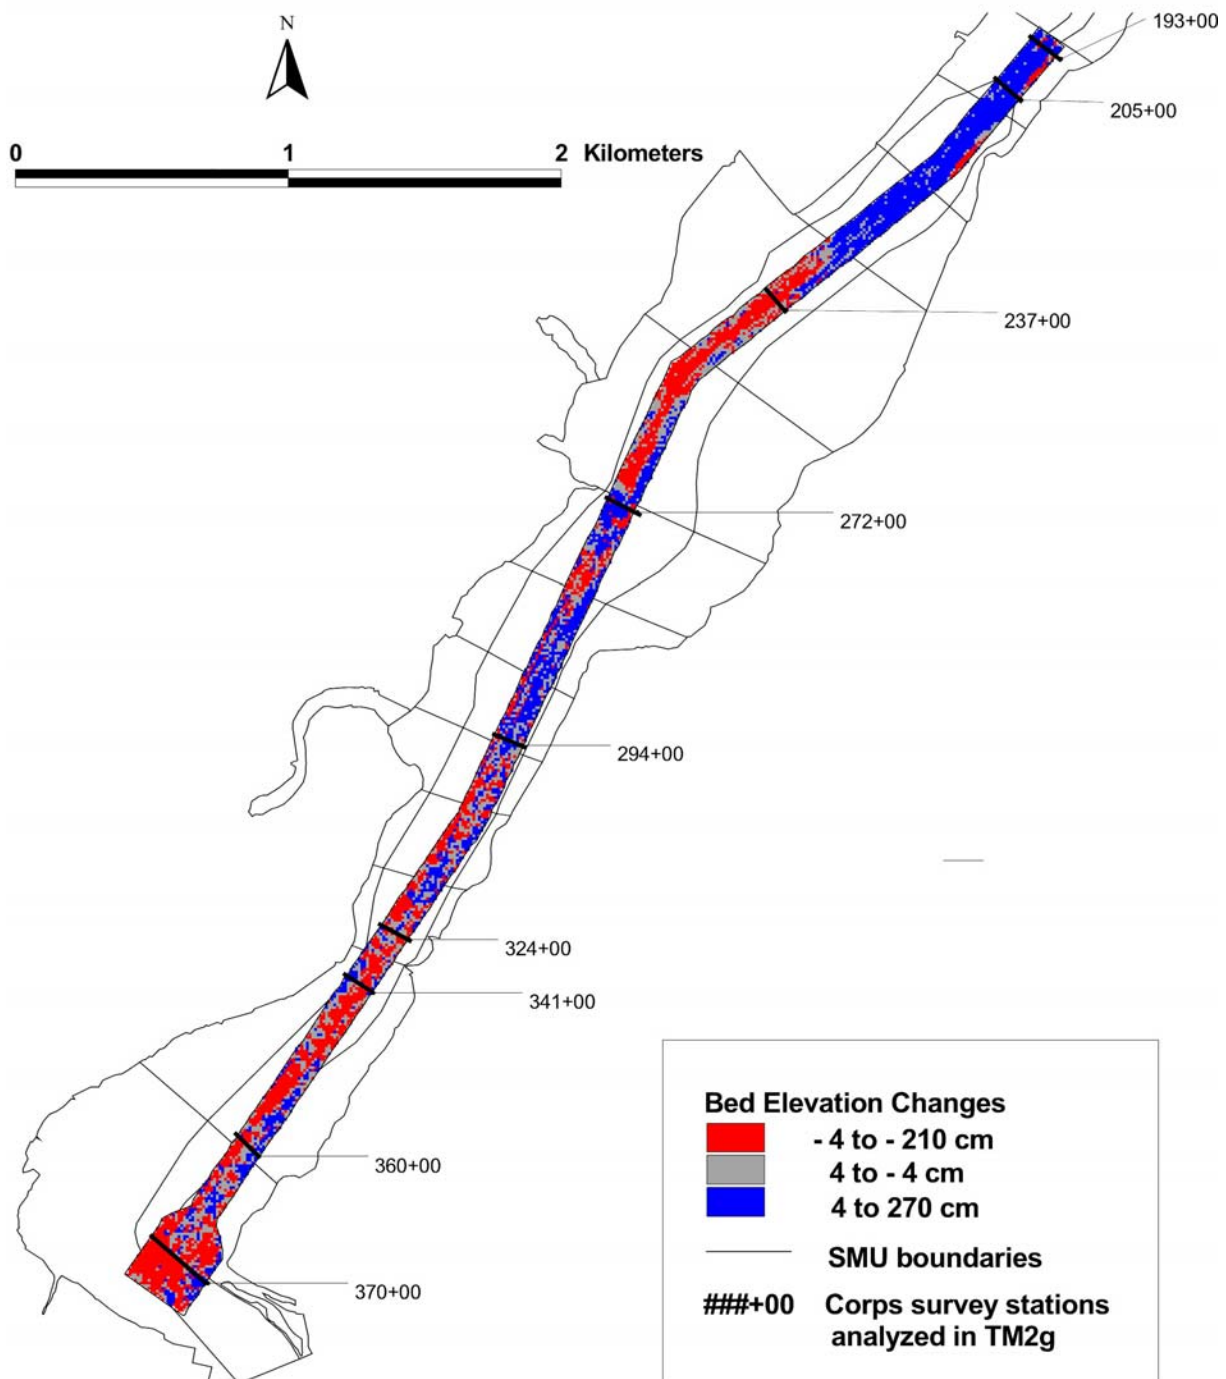 N
193+00
205+00
0 1 2 Kilometers
237+00
272+00
294+00
324+00
341+00
360+00
370+00
Bed Elevation Changes
- 4 to - 210 cm
4 to - 4 cm
4 to 270 cm
SMU boundaries
###+00 Corps survey stations
analyzed in TM2g